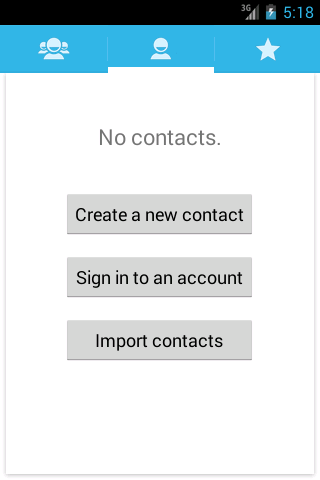 3G 5:18
No contacts.
Create a new contact
Sign in to an account
Import contacts